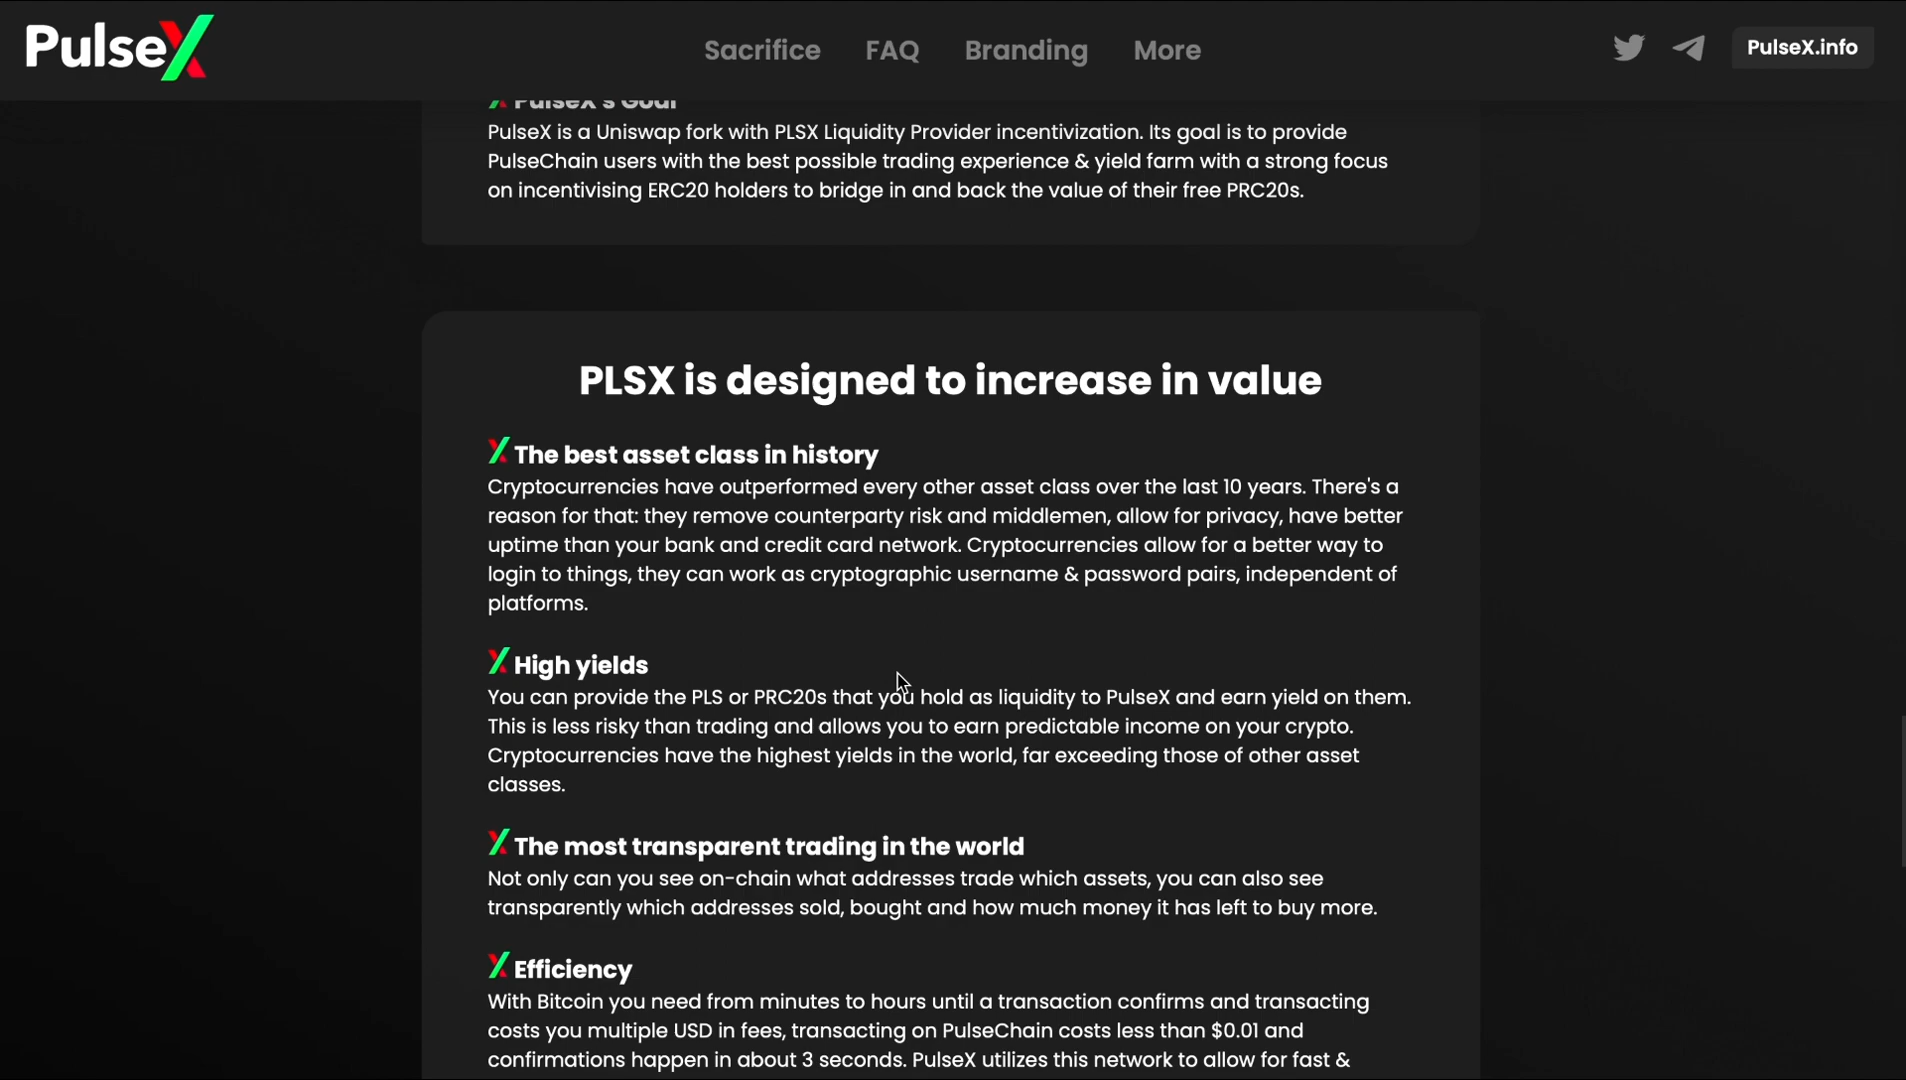 PulseX
Sacrifice
FAQ
Branding
More
PulseX.info
PulseX's Goal
PulseX is a Uniswap fork with PLSX Liquidity Provider incentivization. Its goal is to provide
PulseChain users with the best possible trading experience & yield farm with a strong focus
on incentivising ERC20 holders to bridge in and back the value of their free PRC20s.
PLSX is designed to increase in value
The best asset class in history
Cryptocurrencies have outperformed every other asset class over the last 10 years. There's a
reason for that: they remove counterparty risk and middlemen, allow for privacy, have better
uptime than your bank and credit card network. Cryptocurrencies allow for a better way to
login to things, they can work as cryptographic username & password pairs, independent of
platforms.
High yields
You can provide the PLS or PRC20s that you hold as liquidity to PulseX and earn yield on them.
This is less risky than trading and allows you to earn predictable income on your crypto.
Cryptocurrencies have the highest yields in the world, far exceeding those of other asset
classes.
The most transparent trading in the world
Not only can you see on-chain what addresses trade which assets, you can also see
transparently which addresses sold, bought and how much money it has left to buy more.
Efficiency
With Bitcoin you need from minutes to hours until a transaction confirms and transacting
costs you multiple USD in fees, transacting on PulseChain costs less than $0.01 and
confirmations happen in about 3 seconds. PulseX utilizes this network to allow for fast &